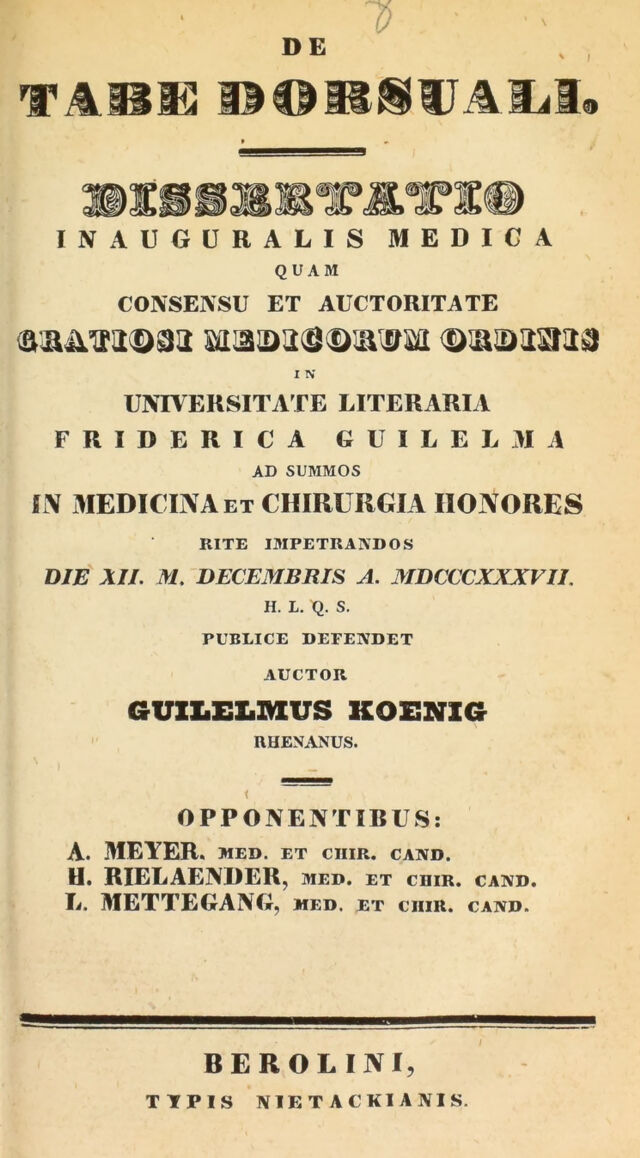 8
DE
TABE DORSUALI.
DISSERTATIO
INAUGURALIS MEDICA
QUAM
CONSENSU ET AUCTORITATE
GRATIOSI MEDICORUM ORDINIS
IN
UNIVERSITATE LITERARIA
FRIDERICA GUILELMA
AD SUMMOS
IN MEDICINA ET CHIRURGIA HONORES
RITE IMPETRANDOS
DIE XII. M. DECEMBRIS A. MDCCCXXXVII.
H. L. Q. S.
PUBLICE DEFENDET
AUCTOR
GUILELMUS KOENIG
RHENANUS.
OPPONENTIBUS:
A. MEYER. MED. ET CHIR. CAND.
H. RIELAENDER, MED. ET CHIR. CAND.
L. METTEGANG, MED. ET CHIR. CAND.
BEROLINI,
TYPIS NIETACKIANIS.